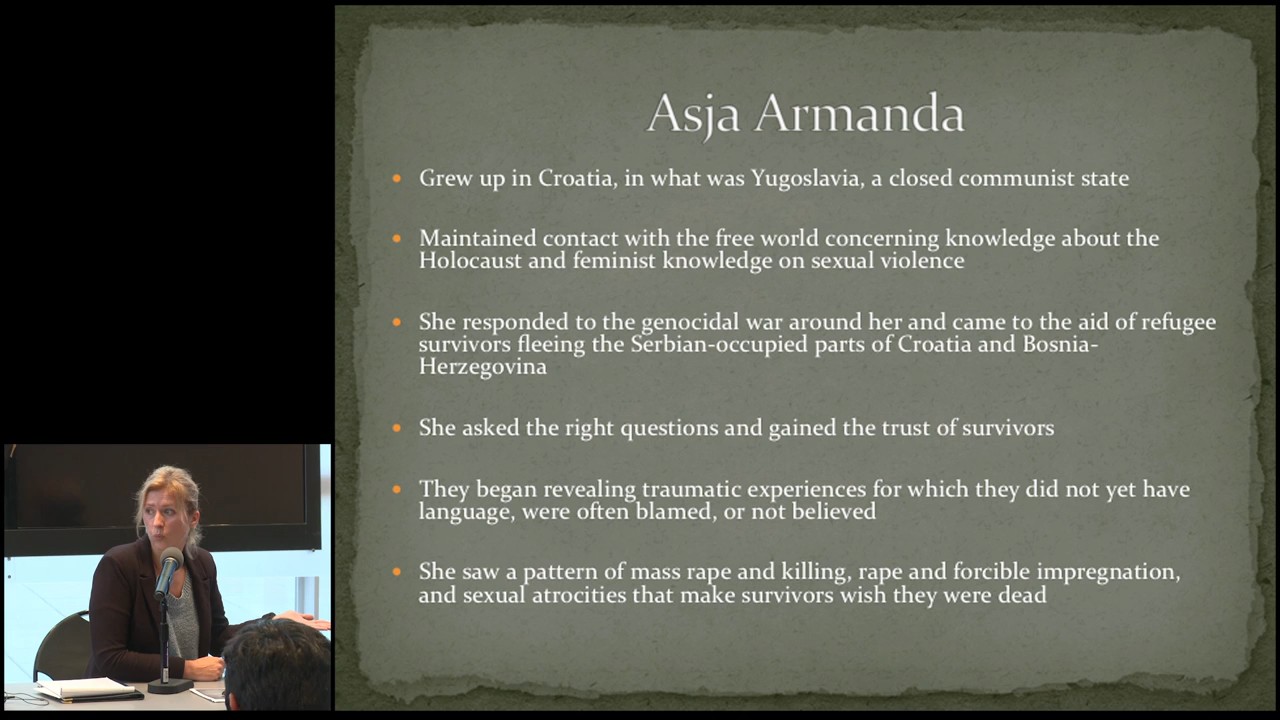 Asja Armanda
• Grew up in Croatia, in what was Yugoslavia, a closed communist state
• Maintained contact with the free world concerning knowledge about the
Holocaust and feminist knowledge on sexual violence
• She responded to the genocidal war around her and came to the aid of refugee
survivors fleeing the Serbian-occupied parts of Croatia and Bosnia-
Herzegovina
• She asked the right questions and gained the trust of survivors
• They began revealing traumatic experiences for which they did not yet have
language, were often blamed, or not believed
• She saw a pattern of mass rape and killing, rape and forcible impregnation,
and sexual atrocities that make survivors wish they were dead